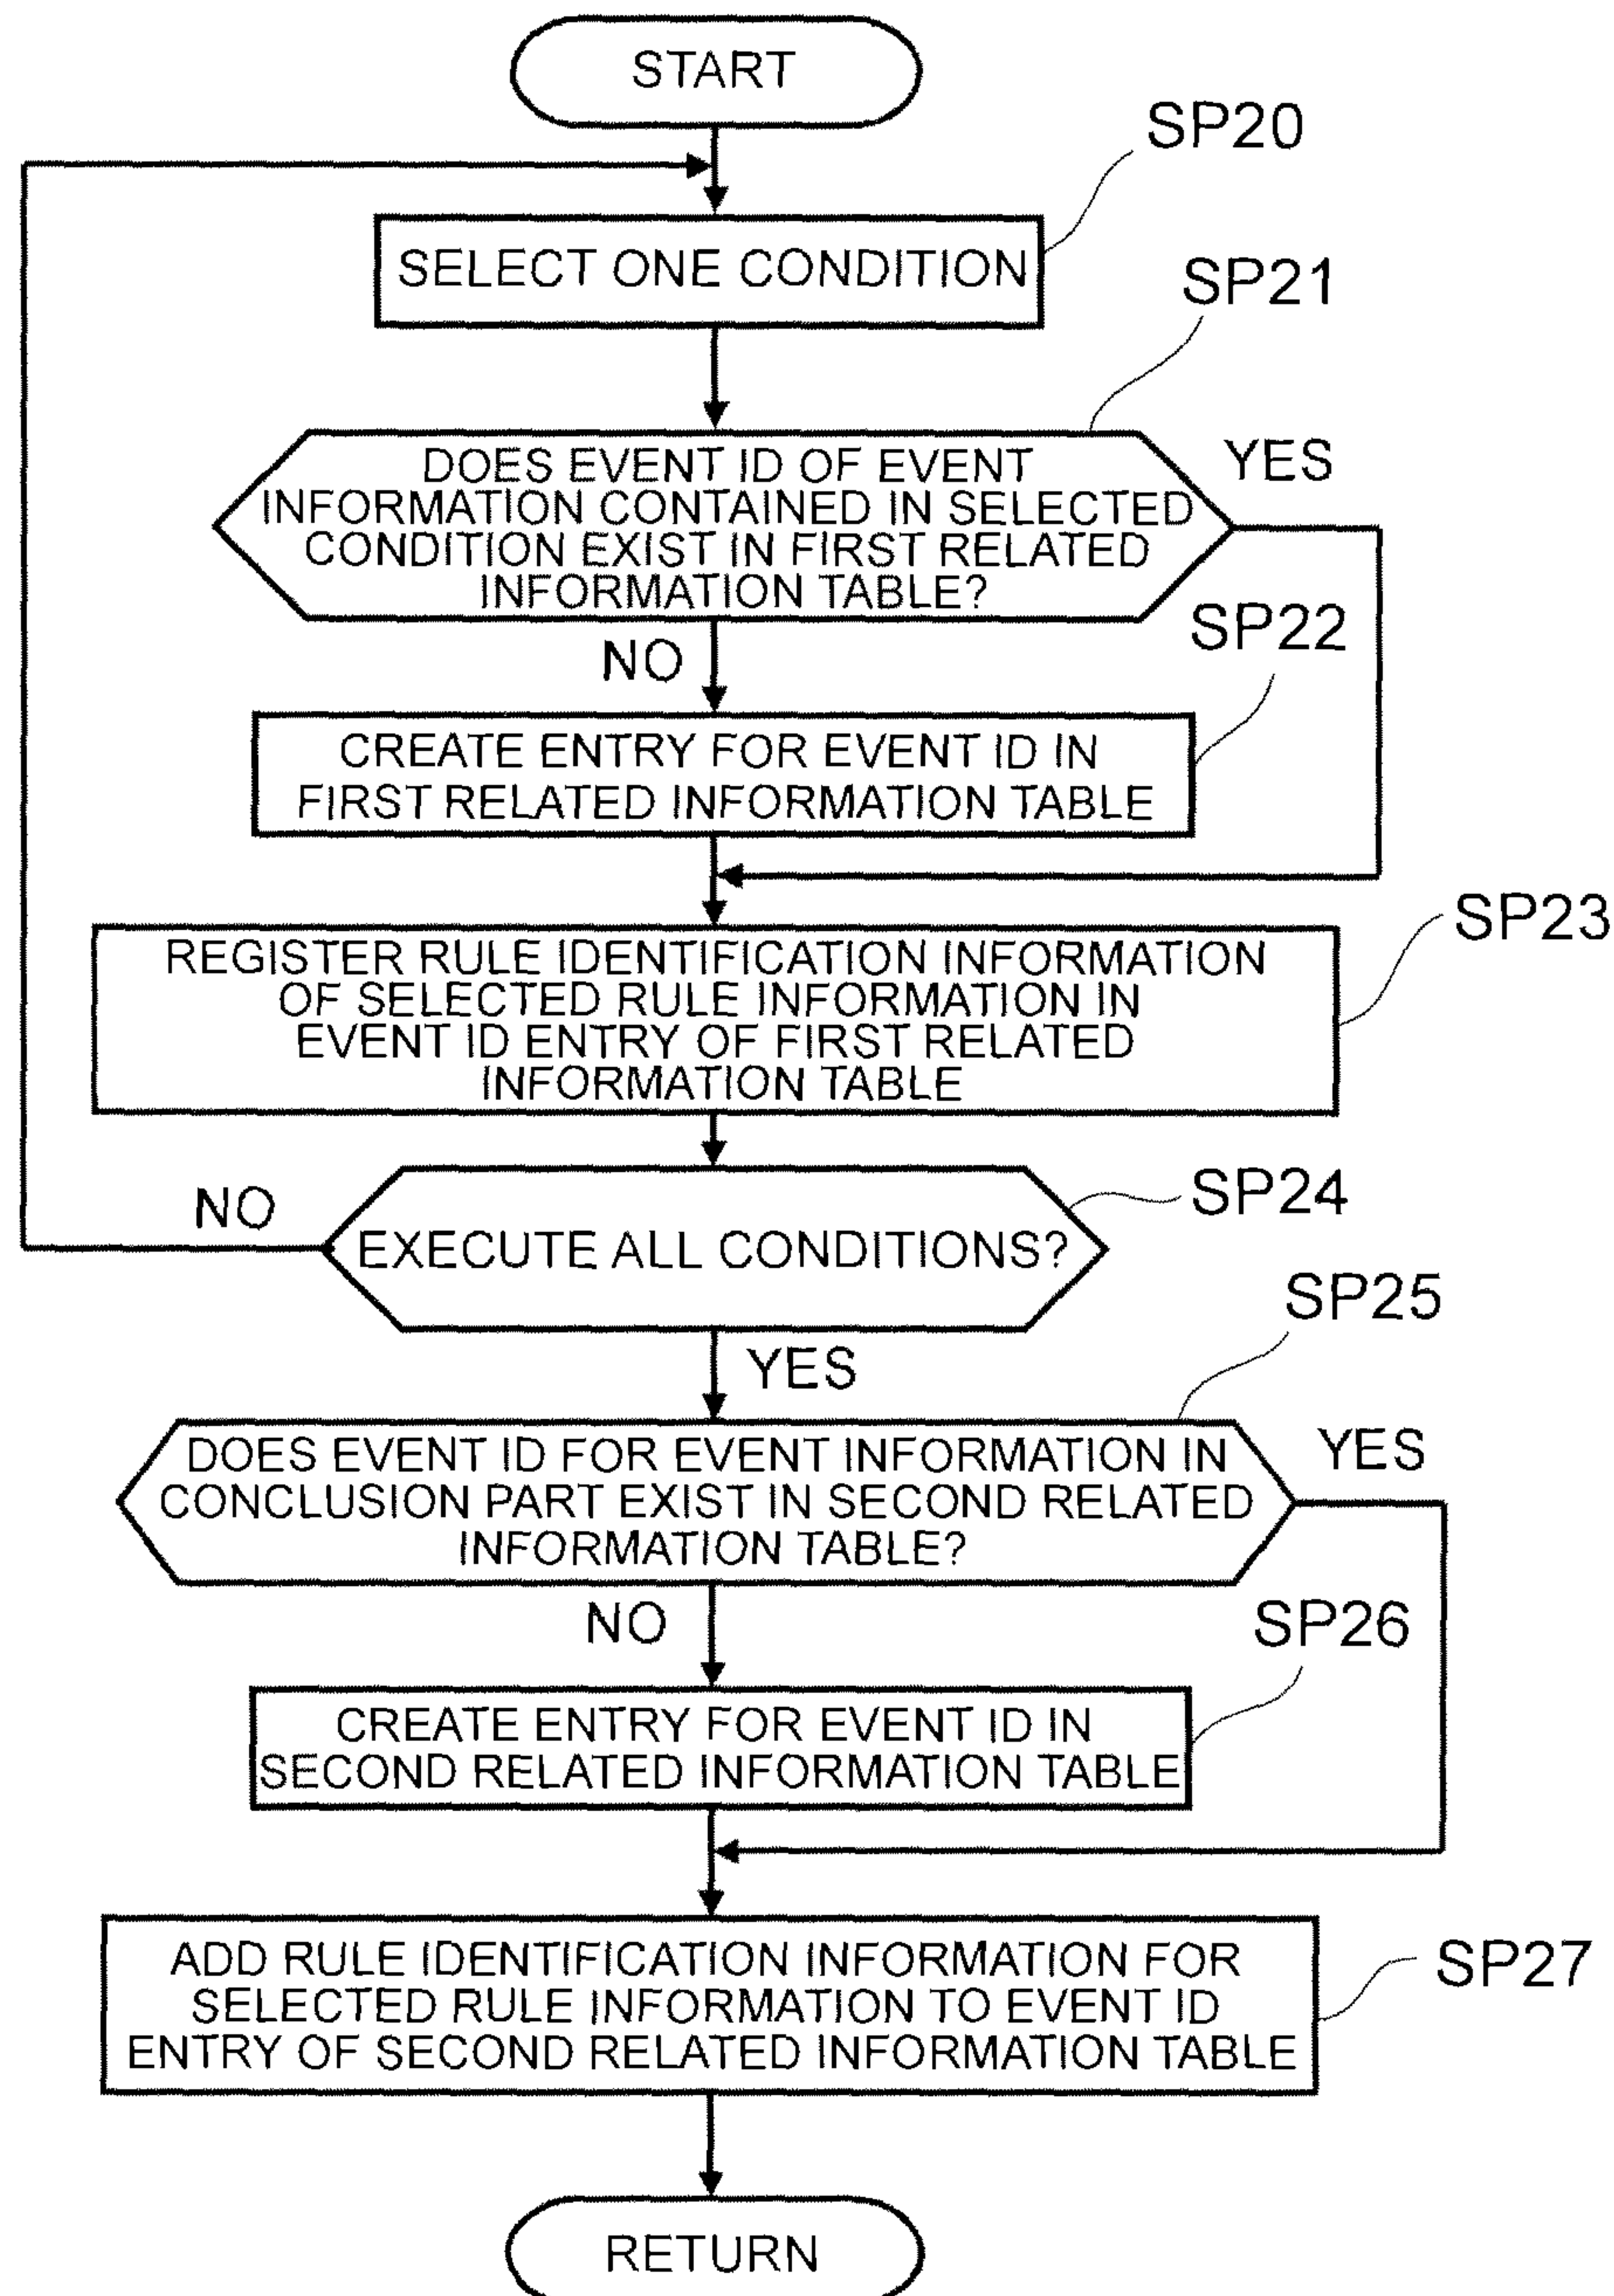 START
SP20
SELECT ONE CONDITION
SP21
DOES EVENT ID OF EVENT
INFORMATION CONTAINED IN SELECTED
CONDITION EXIST IN FIRST RELATED
INFORMATION TABLE?
YES
NO
SP22
CREATE ENTRY FOR EVENT ID IN
FIRST RELATED INFORMATION TABLE
SP23
REGISTER RULE IDENTIFICATION INFORMATION
OF SELECTED RULE INFORMATION IN
EVENT ID ENTRY OF FIRST RELATED
INFORMATION TABLE
NO
SP24
EXECUTE ALL CONDITIONS?
SP25
YES
DOES EVENT ID FOR EVENT INFORMATION IN
CONCLUSION PART EXIST IN SECOND RELATED
INFORMATION TABLE?
YES
NO
SP26
CREATE ENTRY FOR EVENT ID IN
SECOND RELATED INFORMATION TABLE
SP27
ADD RULE IDENTIFICATION INFORMATION FOR
SELECTED RULE INFORMATION TO EVENT ID
ENTRY OF SECOND RELATED INFORMATION TABLE
RETURN